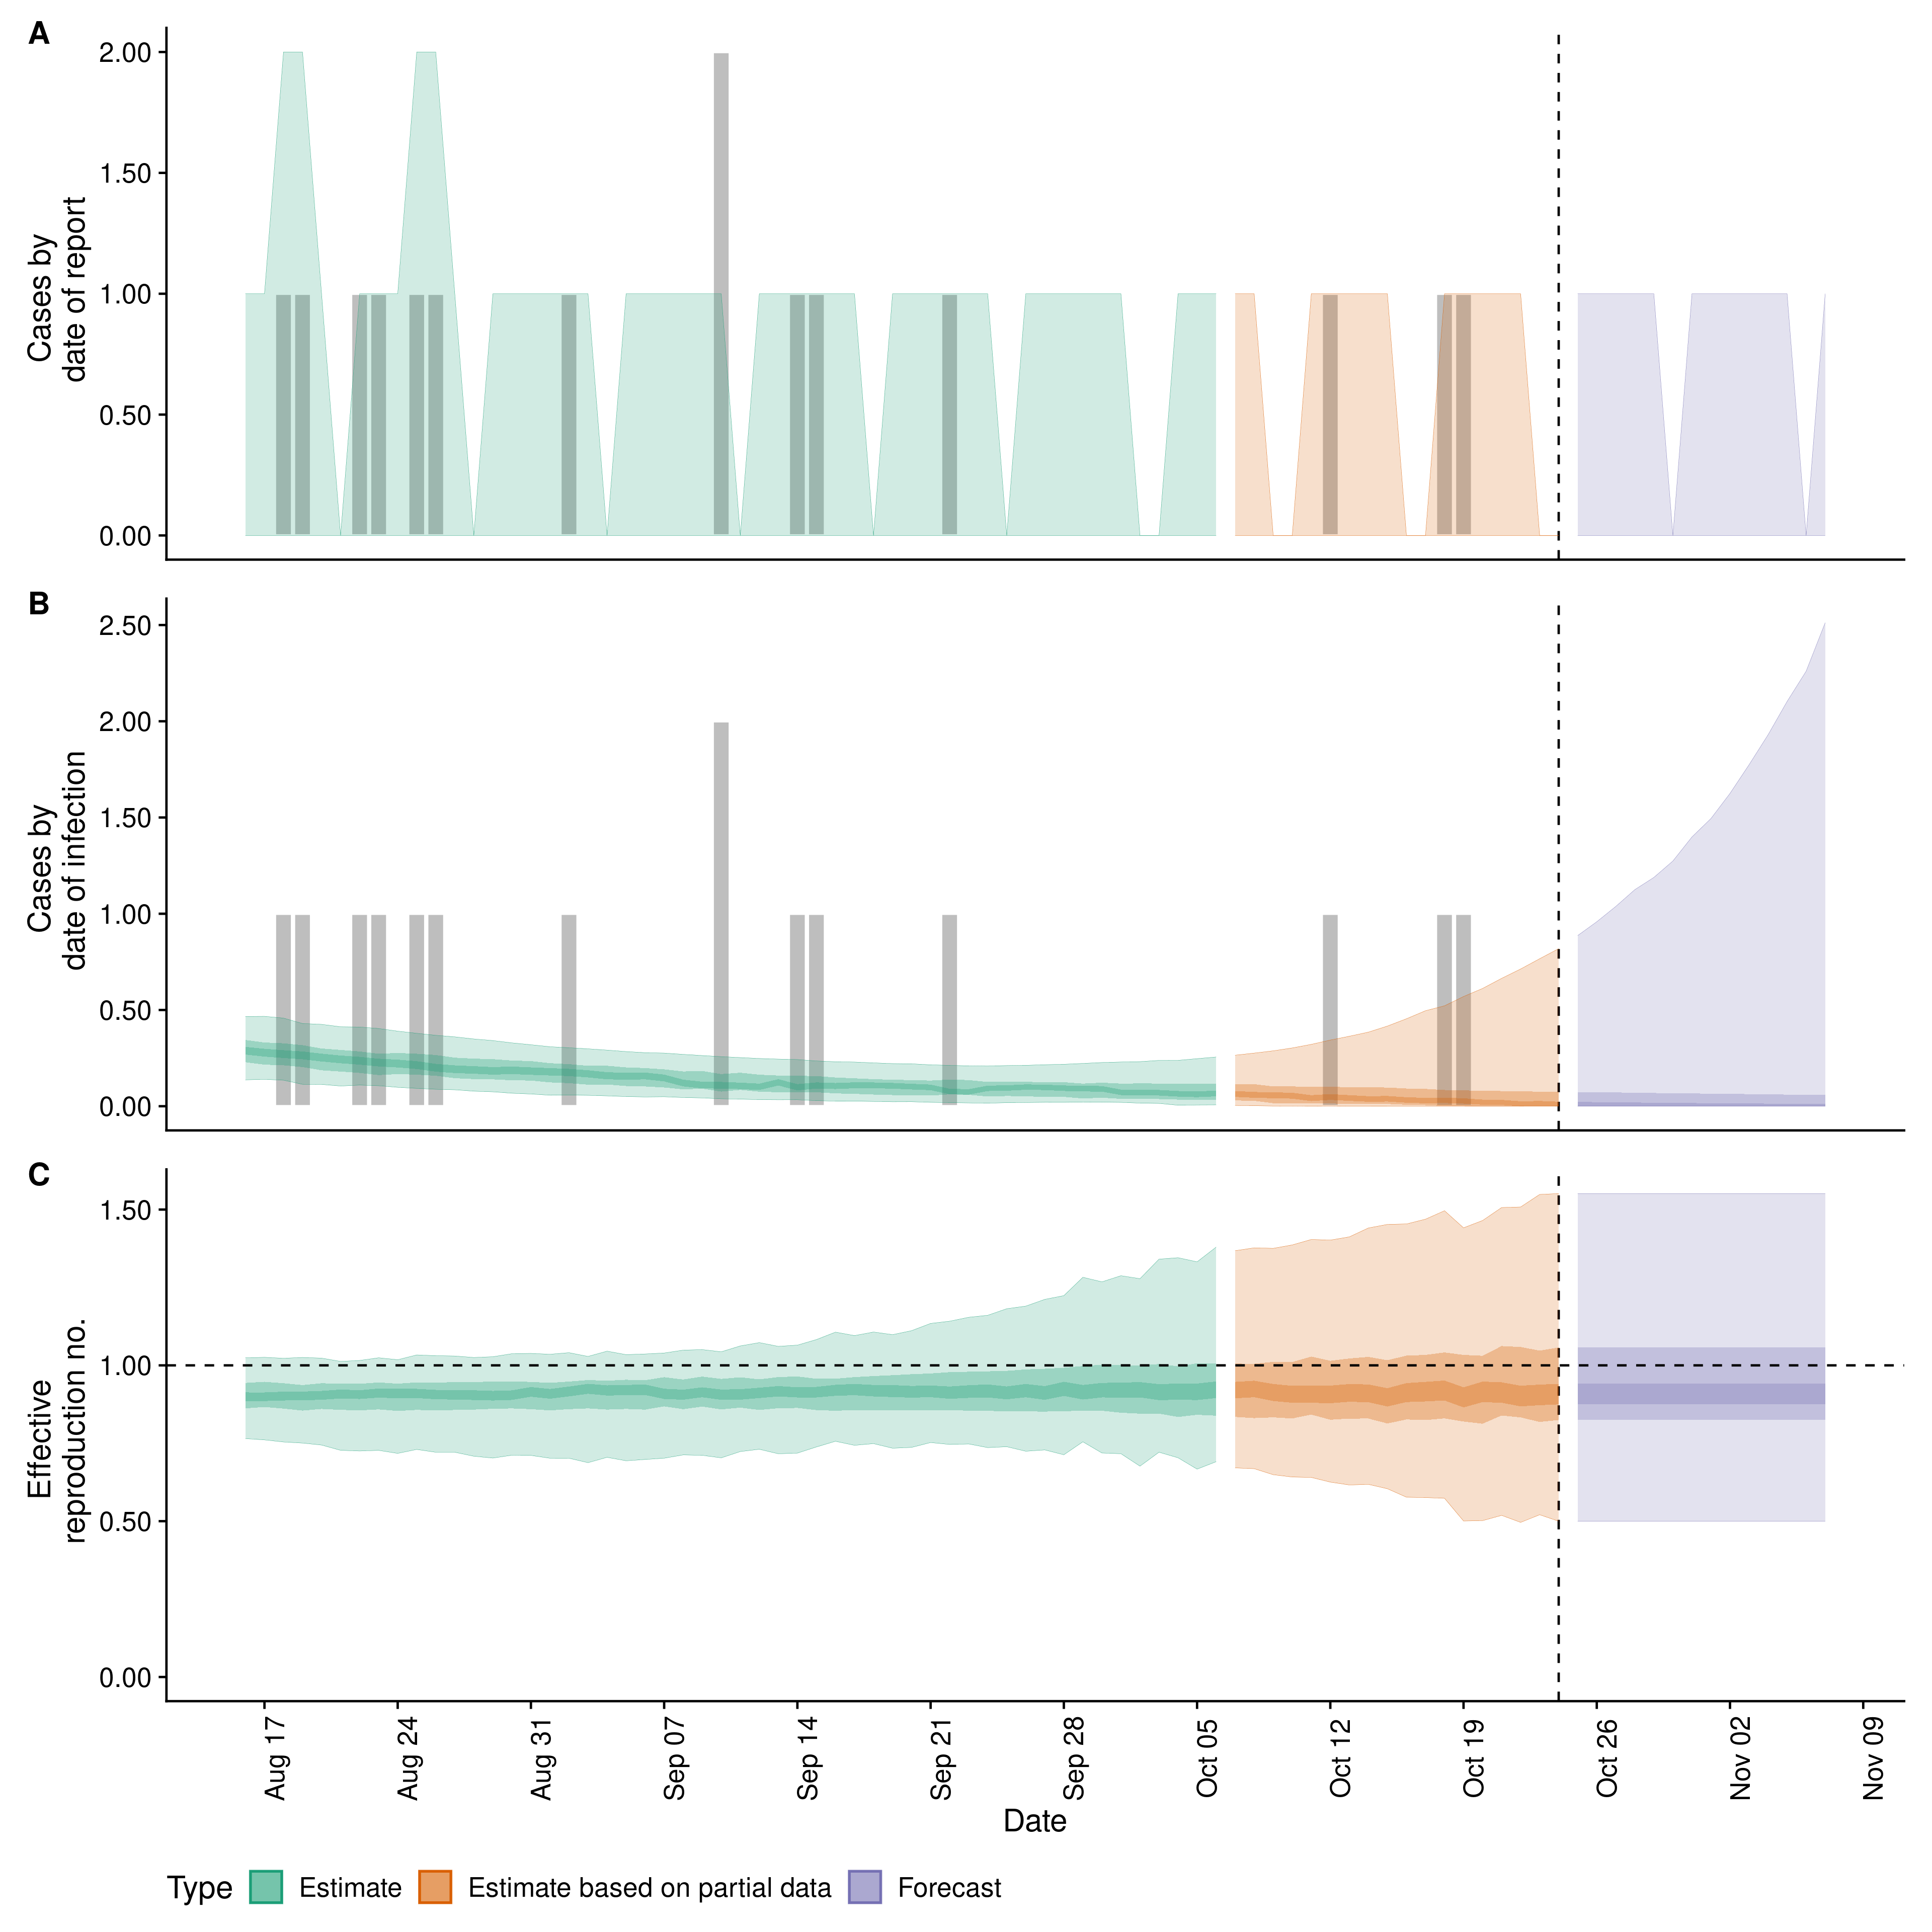 A
Cases by
date of report
2.00
1.50
1.00
0.50
0.00
B
Cases by
date of infection
2.50
2.00
1.50
1.00
0.50
0.00
C
Effective
reproduction no.
1.50
1.00
0.50
0.00
Aug 17
Aug 24
Aug 31
Sep 07
Sep 14
Sep 21
Sep 28
Oct 05
Oct 12
Oct 19
Oct 26
Nov 02
Nov 09
Date
Type Estimate Estimate based on partial data Forecast